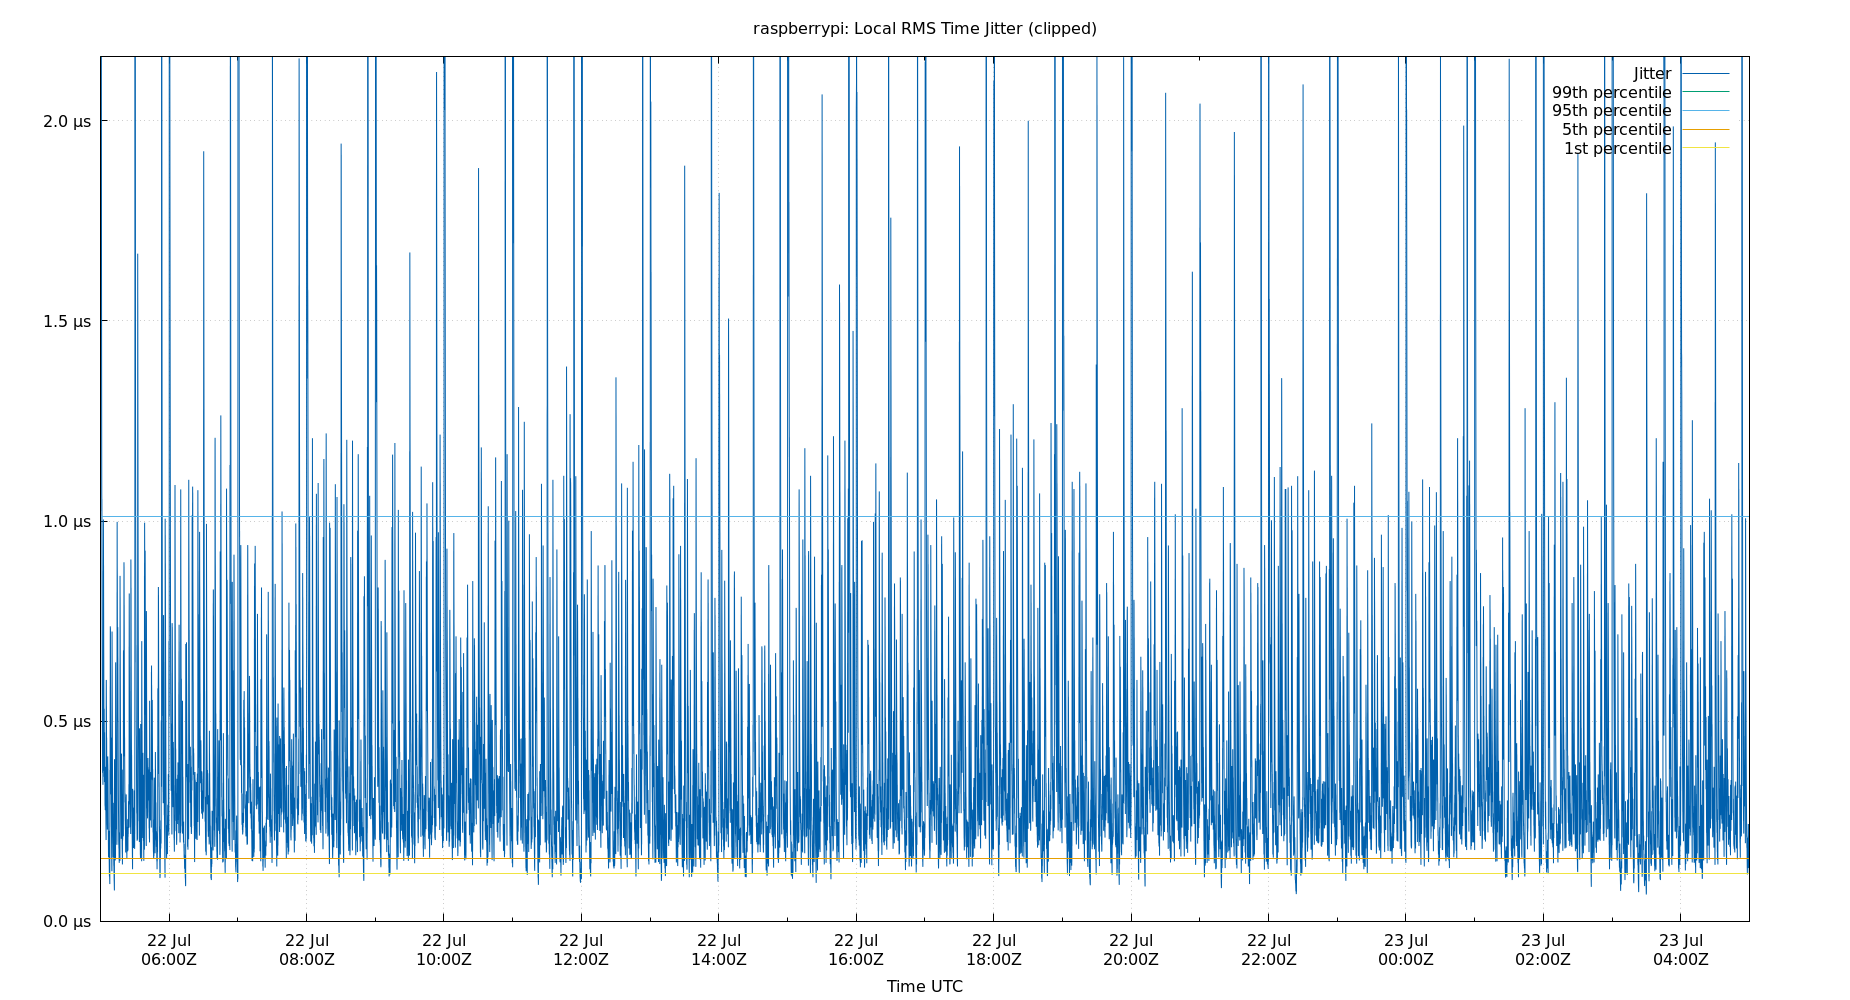 raspberrypi: Local RMS Time Jitter (clipped)
Jitter
99th percentile
95th percentile
5th percentile
1st percentile
2.0 μs
1.5 μs
1.0 μs
0.5 μs
0.0 μs
22 Jul 22 Jul 22 Jul 22 Jul 22 Jul 22 Jul 22 Jul 22 Jul 22 Jul 23 Jul 23 Jul 23 Jul
06:00Z 08:00Z 10:00Z 12:00Z 14:00Z 16:00Z 18:00Z 20:00Z 22:00Z 00:00Z 02:00Z 04:00Z
Time UTC